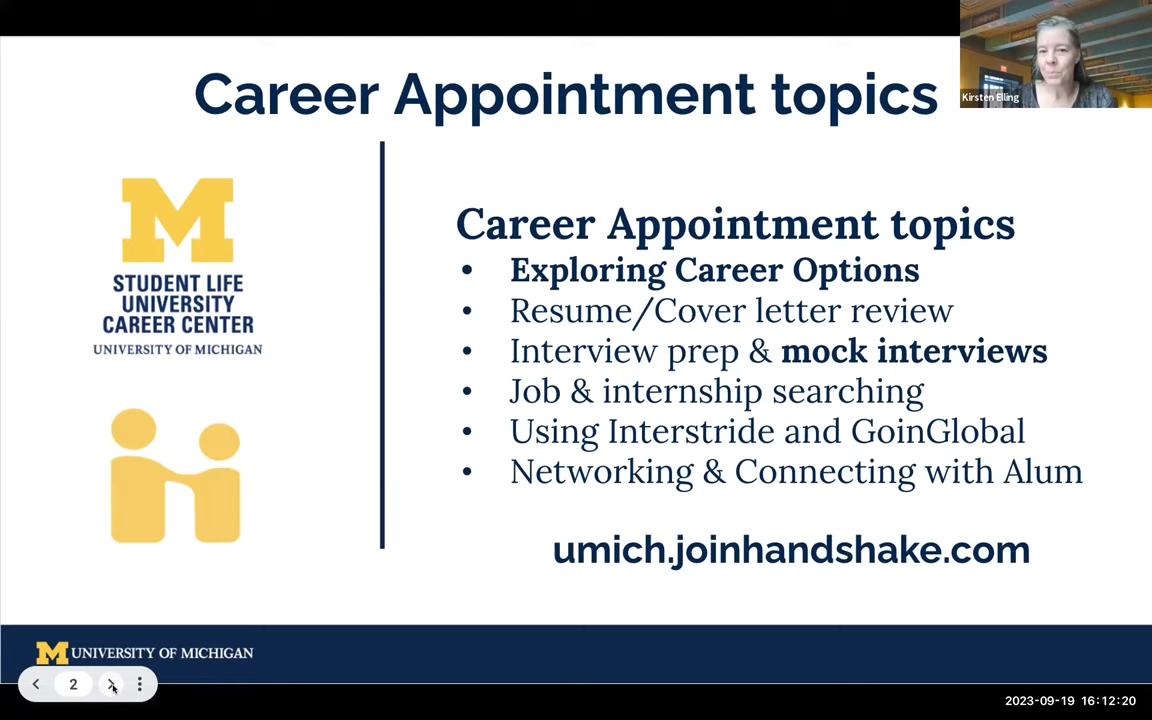 Career Appointment topics
Kirsten Elling
M
STUDENT LIFE
UNIVERSITY
CAREER CENTER
UNIVERSITY OF MICHIGAN
Career Appointment topics
• Exploring Career Options
• Resume/Cover letter review
• Interview prep & mock interviews
• Job & internship searching
• Using Interstride and GoinGlobal
• Networking & Connecting with Alum
umich.joinhandshake.com
M UNIVERSITY OF MICHIGAN
2
2023-09-19 16:12:20